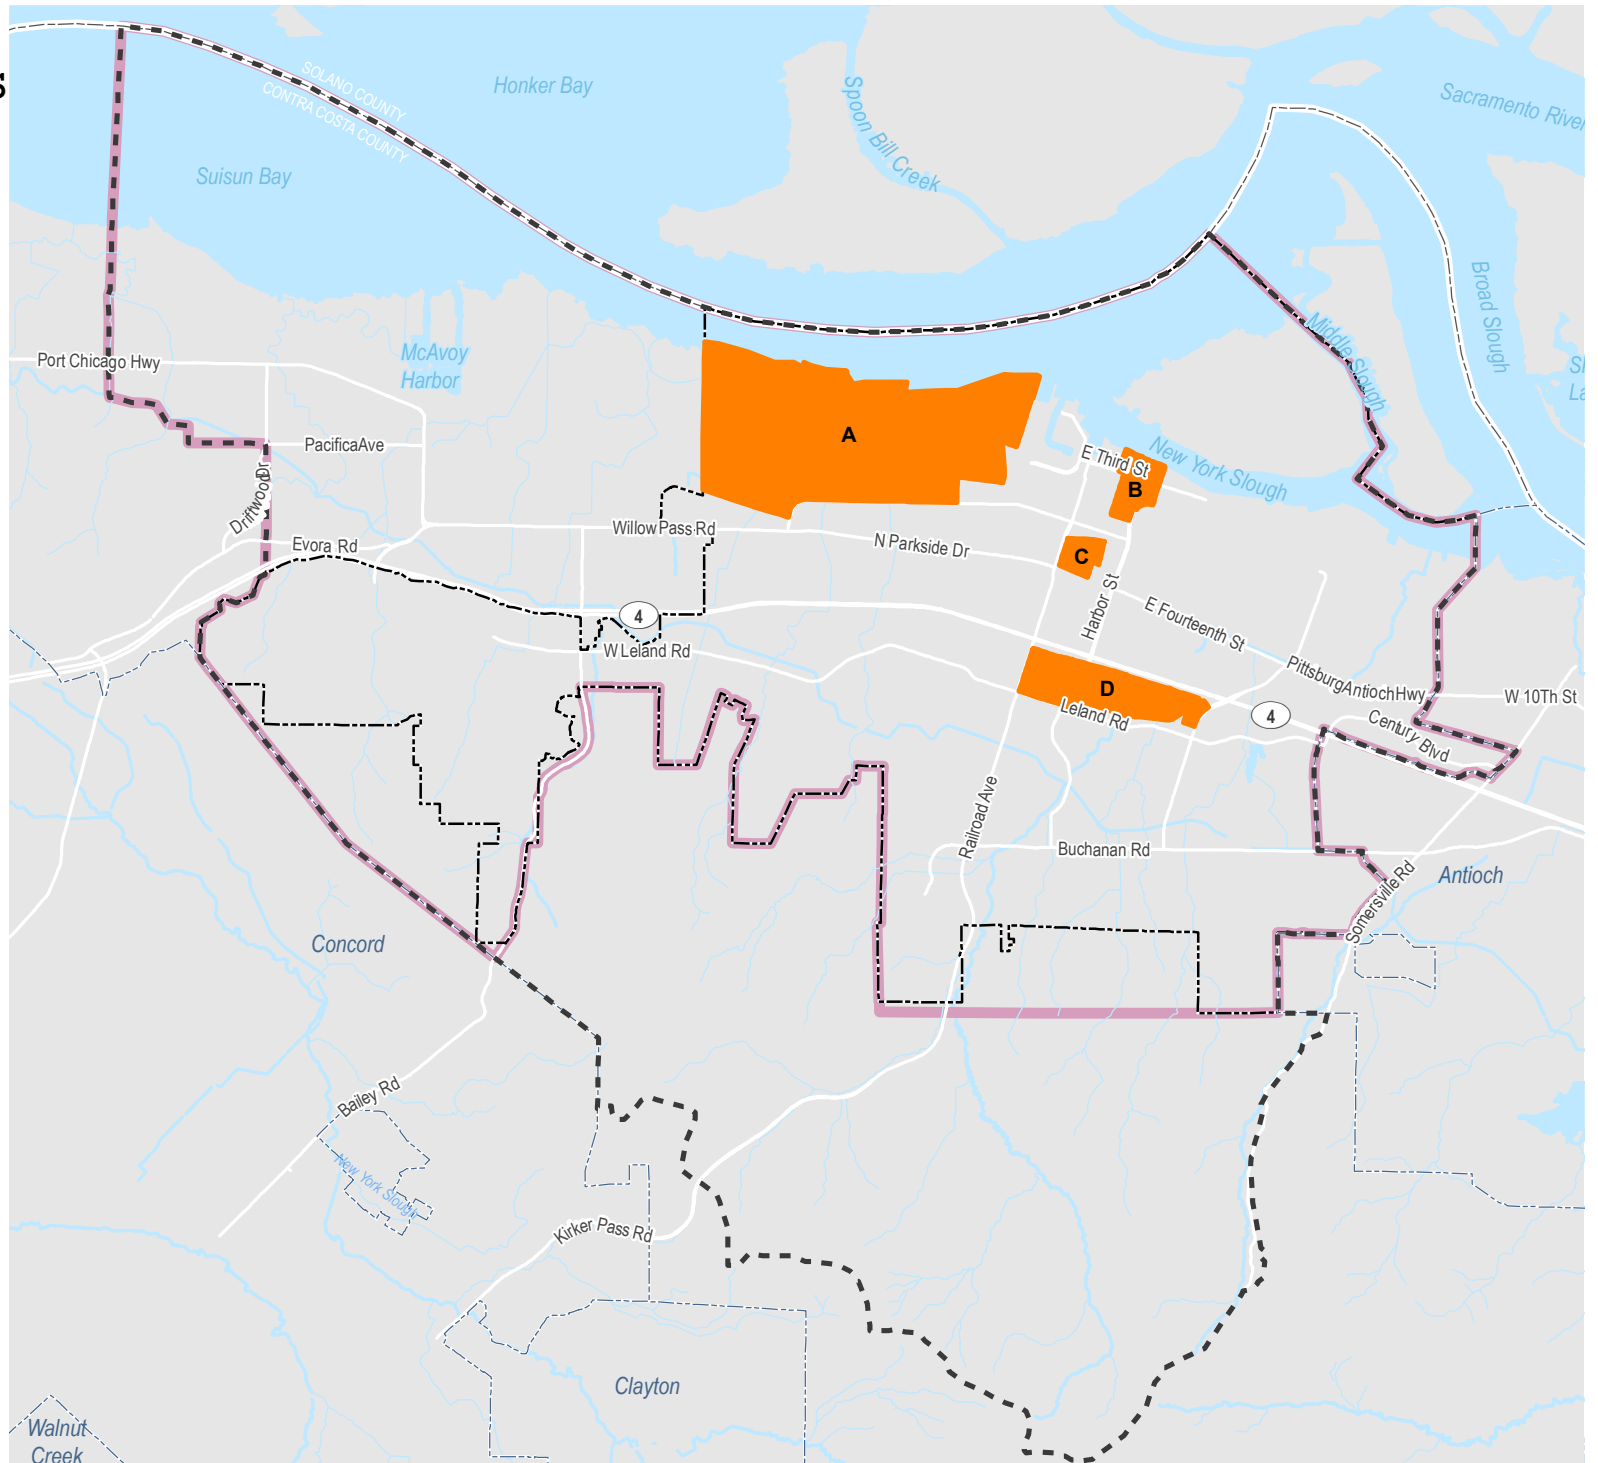 s
Honker Bay
SOLANO COUNTY
CONTRA COSTA COUNTY
Suisun Bay
Spoon Bill Creek
Sacramento River
Broad Slough
Middle Slough
Port Chicago Hwy
McAvoy
Harbor
A
PacificaAve
E Third St
New York Slough
B
Driftwood Dr
WillowPass Rd
Evora Rd
N Parkside Dr
C
Harbor St
E Fourteenth St
4
W Leland Rd
PittsburgAntiochHwy
W 10Th St
D
Leland Rd
4
Century Blvd
Railroad Ave
Buchanan Rd
Somersville Rd
Antioch
Concord
Bailey Rd
New York Slough
Kirker Pass Rd
Clayton
Walnut
Creek